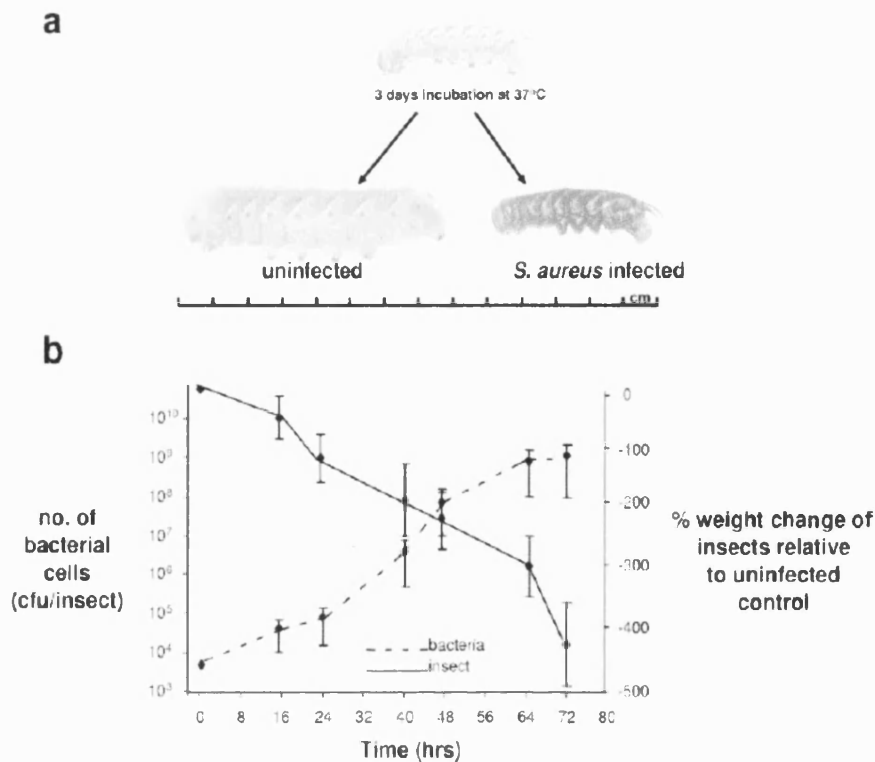 a
3 days incubation at 37°C
uninfected
S. aureus infected
cm
b
no. of
bacterial
cells
(cfu/insect)
10¹⁰
10⁹
10⁸
10⁷
10⁶
10⁵
10⁴
10³
bacteria
insect
0
-100
-200
-300
-400
-500
% weight change of
insects relative
to uninfected
control
0 8 16 24 32 40 48 56 64 72 80
Time (hrs)